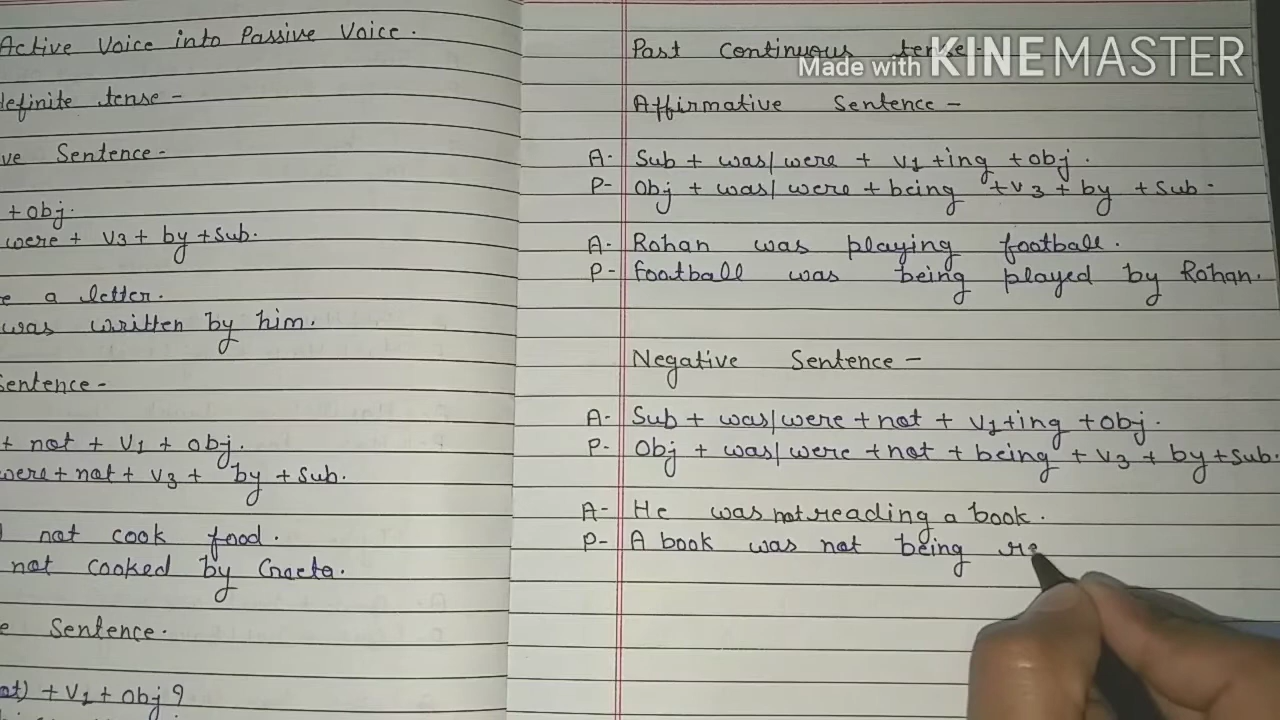 Active Voice into Passive Voice.
definite tense -
ve Sentence -
+ obj.
were + V3 + by + Sub.
e a letter.
was written by him.
Sentence -
+ not + V1 + obj.
were + not + V3 + by + Sub.
not cook food.
not cooked by Geeta.
e Sentence.
ot) + V1 + obj ?
Past Continuous tense -
Made with KINEMASTER
Affirmative Sentence -
A- Sub + was/were + V1 + ing + obj.
P- Obj + was/were + being + V3 + by + Sub.
A- Rohan was playing football.
P- Football was being played by Rohan.
Negative Sentence -
A- Sub + was/were + not + V1 + ing + obj.
P- Obj + was/were + not + being + V3 + by + Sub.
A- He was not reading a book.
P- A book was not being re